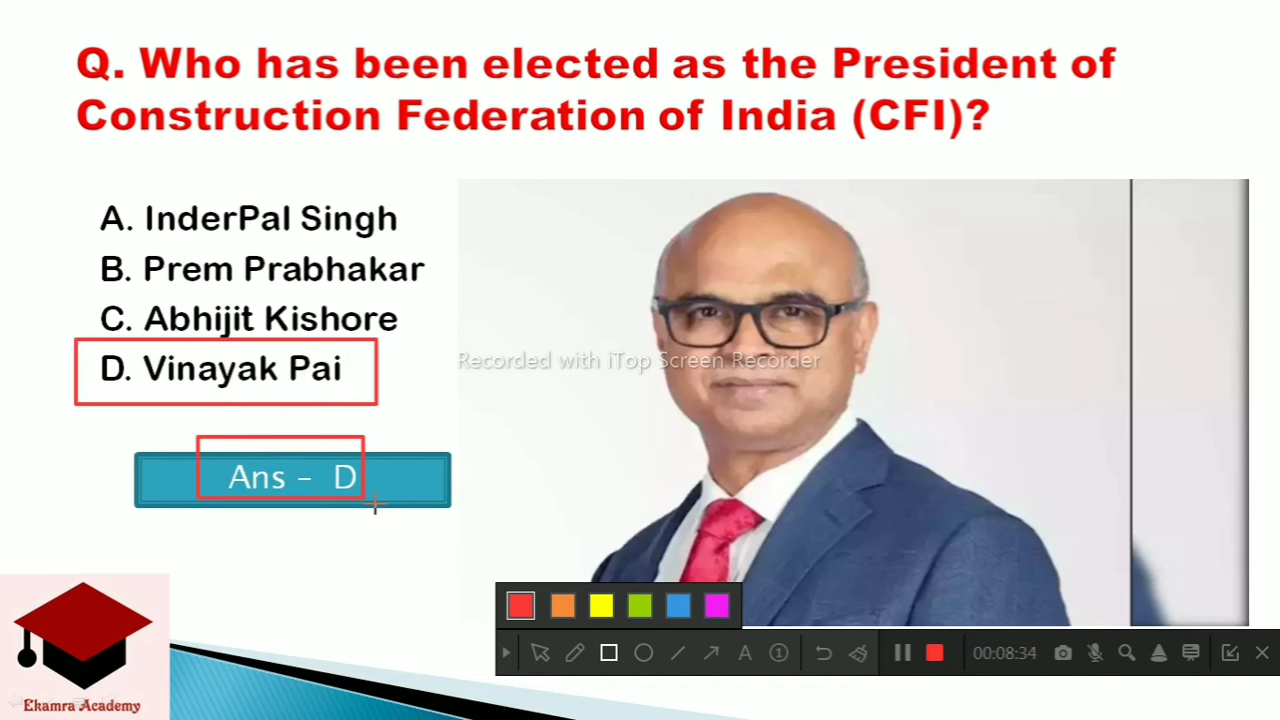 Q. Who has been elected as the President of
Construction Federation of India (CFI)?
A. InderPal Singh
B. Prem Prabhakar
C. Abhijit Kishore
D. Vinayak Pai
Recorded with iTop Screen Recorder
Ans – D
A
1
00:08:34
Ekamra Academy